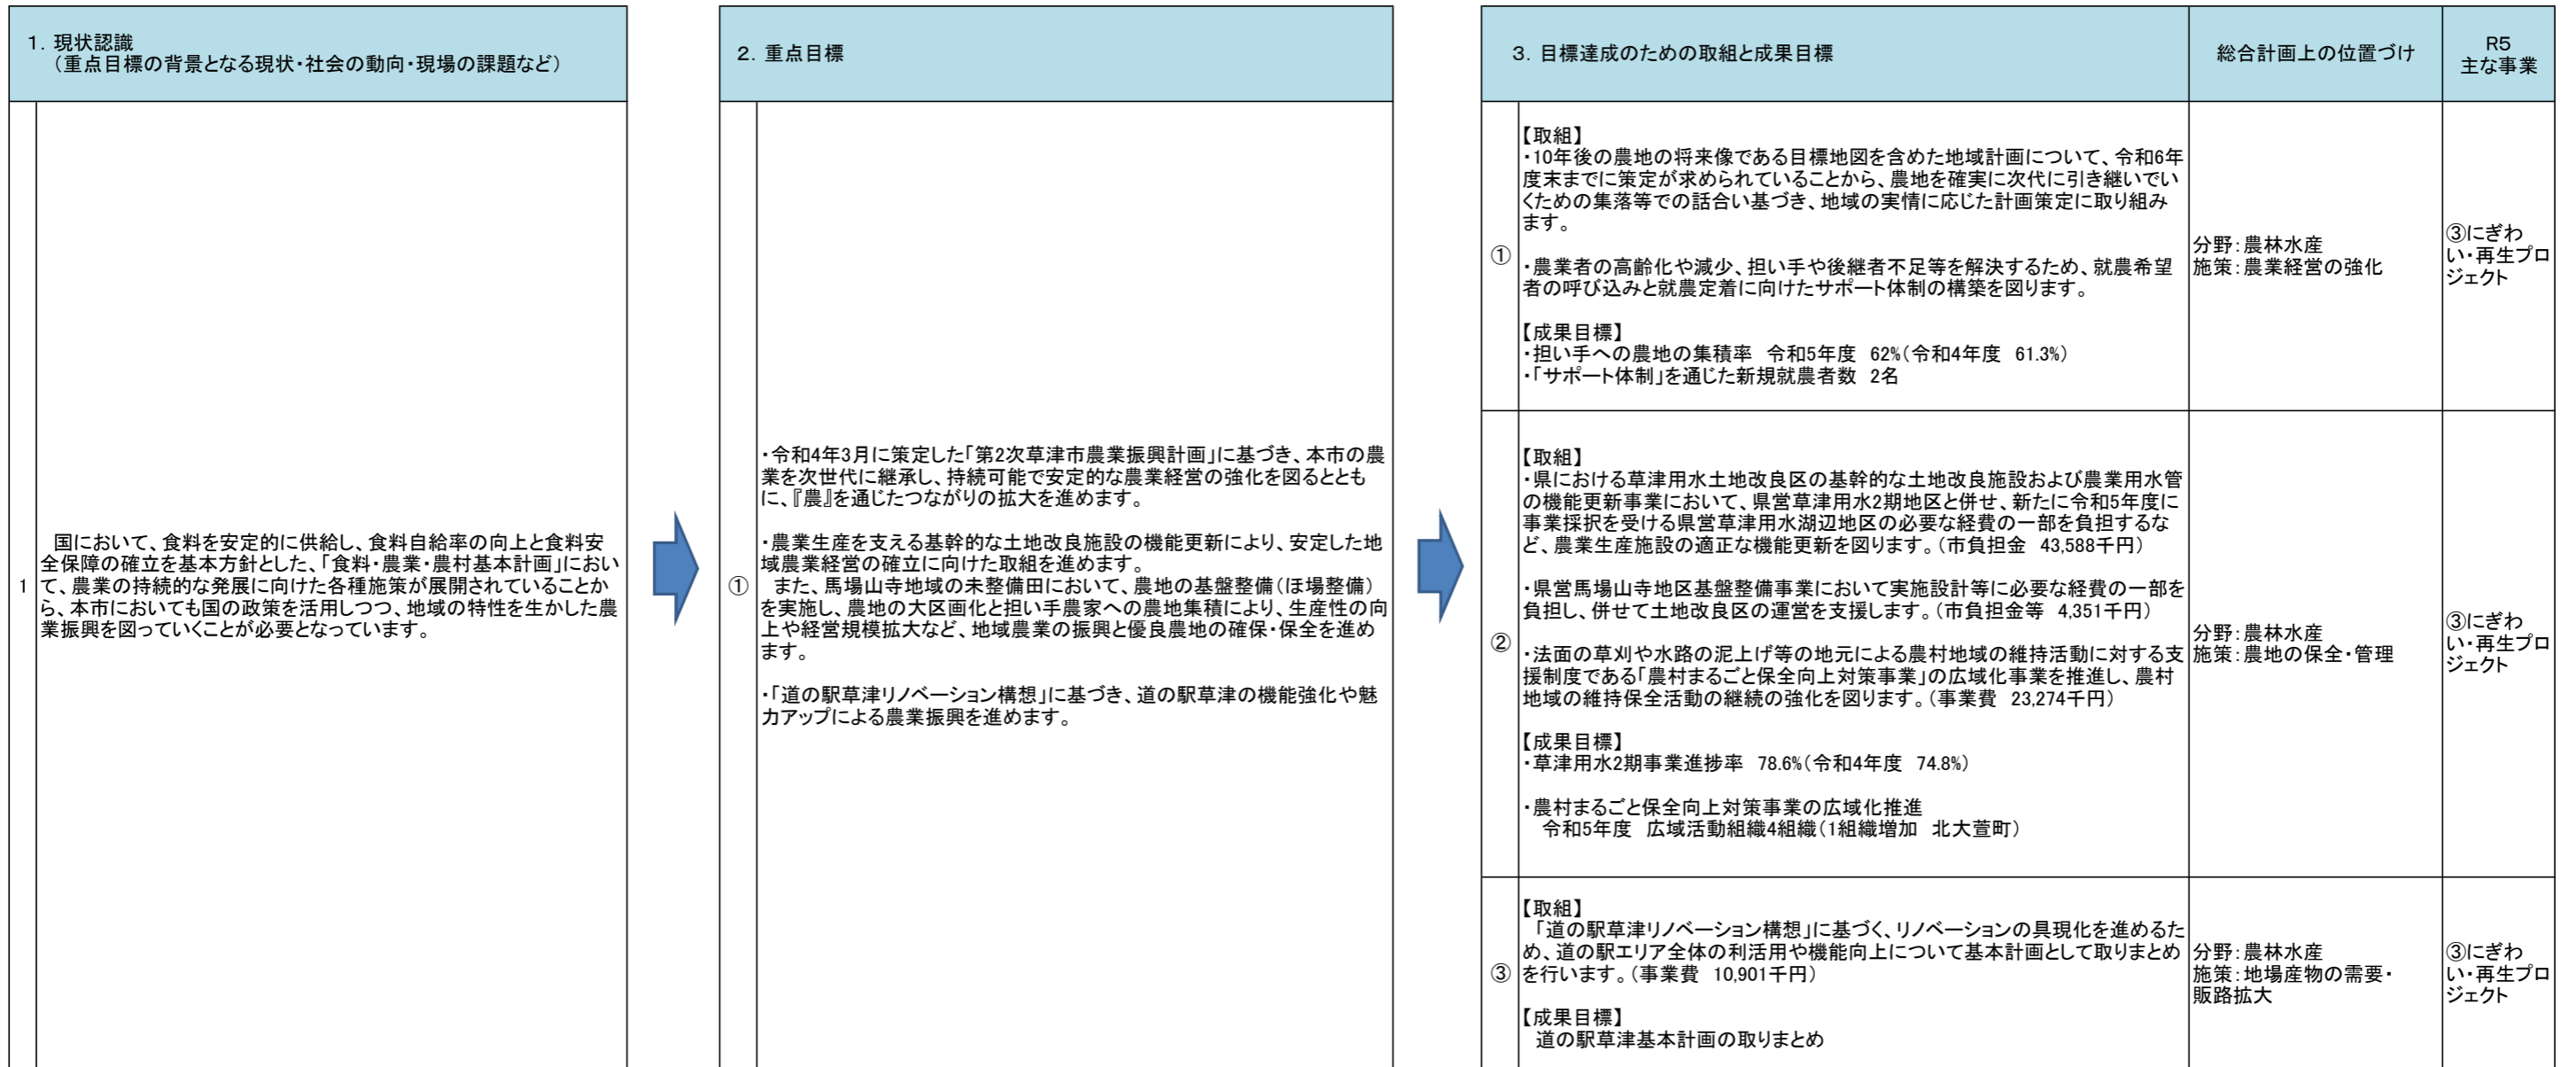 1．現状認識
（重点目標の背景となる現状・社会の動向・現場の課題など）
1
国において、食料を安定的に供給し、食料自給率の向上と食料安
全保障の確立を基本方針とした、「食料・農業・農村基本計画」におい
て、農業の持続的な発展に向けた各種施策が展開されていることか
ら、本市においても国の政策を活用しつつ、地域の特性を生かした農
業振興を図っていくことが必要となっています。
2．重点目標
①
・令和4年3月に策定した「第2次草津市農業振興計画」に基づき、本市の農
業を次世代に継承し、持続可能で安定的な農業経営の強化を図るととも
に、『農』を通じたつながりの拡大を進めます。
・農業生産を支える基幹的な土地改良施設の機能更新により、安定した地
域農業経営の確立に向けた取組を進めます。
また、馬場山寺地域の未整備田において、農地の基盤整備（ほ場整備）
を実施し、農地の大区画化と担い手農家への農地集積により、生産性の向
上や経営規模拡大など、地域農業の振興と優良農地の確保・保全を進め
ます。
・「道の駅草津リノベーション構想」に基づき、道の駅草津の機能強化や魅
力アップによる農業振興を進めます。
3．目標達成のための取組と成果目標
総合計画上の位置づけ
R5
主な事業
①
【取組】
・10年後の農地の将来像である目標地図を含めた地域計画について、令和6年
度末までに策定が求められていることから、農地を確実に次代に引き継いでい
くための集落等での話合い基づき、地域の実情に応じた計画策定に取り組み
ます。
・農業者の高齢化や減少、担い手や後継者不足等を解決するため、就農希望
者の呼び込みと就農定着に向けたサポート体制の構築を図ります。
【成果目標】
・担い手への農地の集積率　令和5年度　62%（令和4年度　61.3%）
・「サポート体制」を通じた新規就農者数　2名
分野：農林水産
施策：農業経営の強化
③にぎわ
い・再生プロ
ジェクト
②
【取組】
・県における草津用水土地改良区の基幹的な土地改良施設および農業用水管
の機能更新事業において、県営草津用水2期地区と併せ、新たに令和5年度に
事業採択を受ける県営草津用水湖辺地区の必要な経費の一部を負担するな
ど、農業生産施設の適正な機能更新を図ります。（市負担金　43,588千円）
・県営馬場山寺地区基盤整備事業において実施設計等に必要な経費の一部を
負担し、併せて土地改良区の運営を支援します。（市負担金等　4,351千円）
・法面の草刈や水路の泥上げ等の地元による農村地域の維持活動に対する支
援制度である「農村まるごと保全向上対策事業」の広域化事業を推進し、農村
地域の維持保全活動の継続の強化を図ります。（事業費　23,274千円）
【成果目標】
・草津用水2期事業進捗率　78.6%（令和4年度　74.8%）
・農村まるごと保全向上対策事業の広域化推進
令和5年度　広域活動組織4組織（1組織増加　北大萱町）
分野：農林水産
施策：農地の保全・管理
③にぎわ
い・再生プロ
ジェクト
③
【取組】
「道の駅草津リノベーション構想」に基づく、リノベーションの具現化を進めるた
め、道の駅エリア全体の利活用や機能向上について基本計画として取りまとめ
を行います。（事業費　10,901千円）
【成果目標】
道の駅草津基本計画の取りまとめ
分野：農林水産
施策：地場産物の需要・
販路拡大
③にぎわ
い・再生プロ
ジェクト